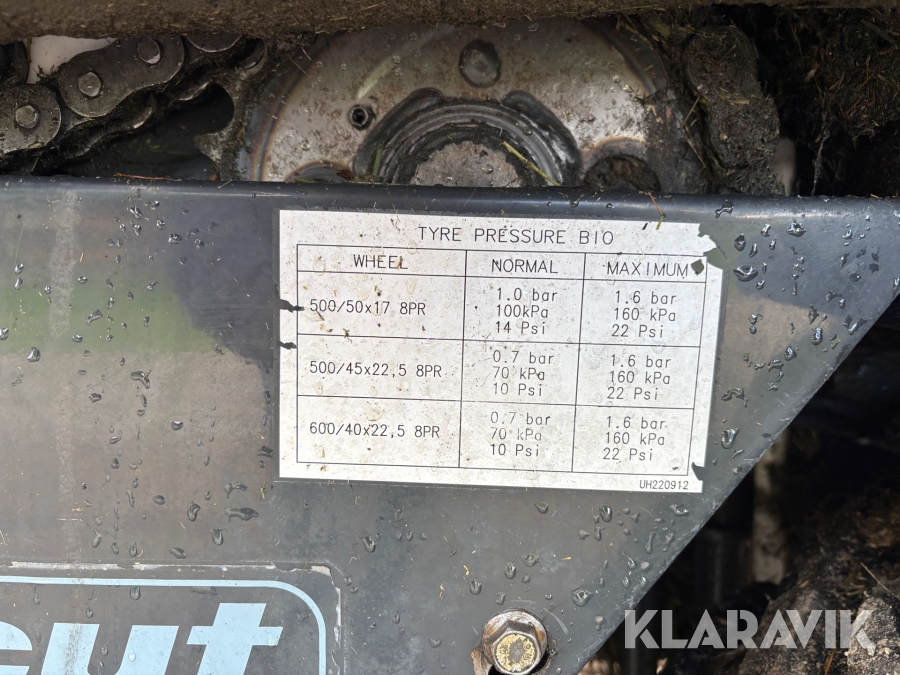 TYRE PRESSURE BIO
WHEEL NORMAL MAXIMUM
500/50x17 8PR
1.0 bar
100kPa
14 Psi
1.6 bar
160 kPa
22 Psi
500/45x22,5 8PR
0.7 bar
70 kPa
10 Psi
1.6 bar
160 kPa
22 Psi
600/40x22,5 8PR
0.7 bar
70 kPa
10 Psi
1.6 bar
160 kPa
22 Psi
UH220912
cut
KLARAVIK